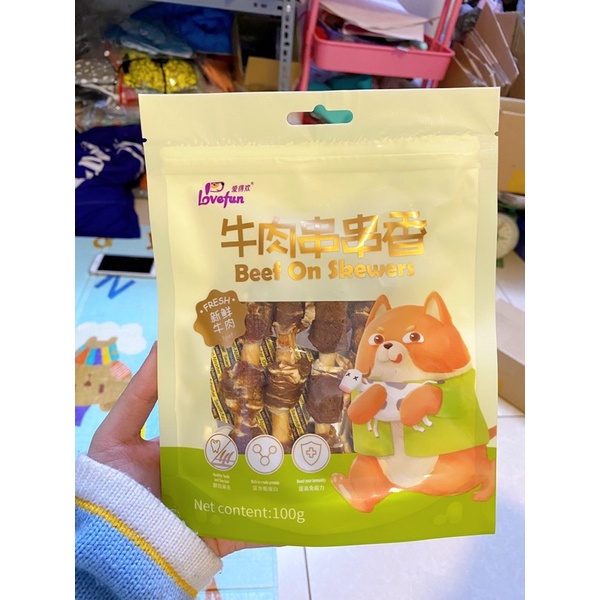 爱得欢®
Lovefun
牛肉串串香
Beef On Skewers
FRESH
新鲜
牛肉
Net content:100g